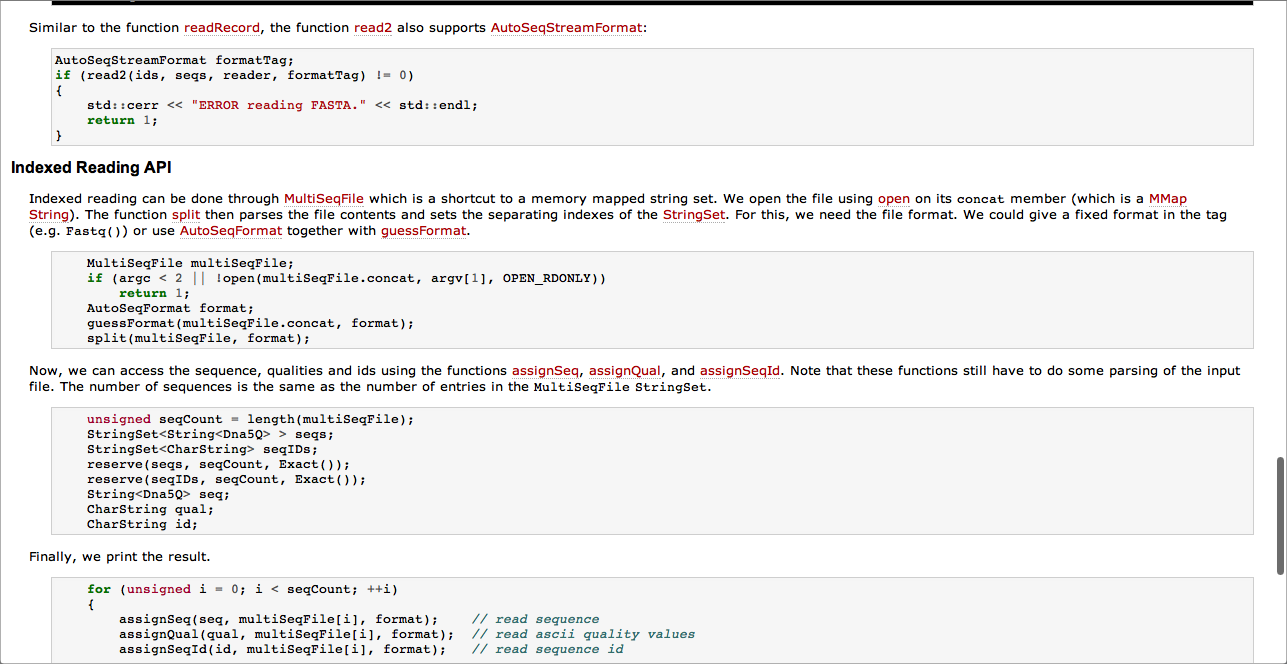 Similar to the function readRecord, the function read2 also supports AutoSeqStreamFormat:
AutoSeqStreamFormat formatTag;
if (read2(ids, seqs, reader, formatTag) != 0)
{
    std::cerr << "ERROR reading FASTA." << std::endl;
    return 1;
}
Indexed Reading API
Indexed reading can be done through MultiSeqFile which is a shortcut to a memory mapped string set. We open the file using open on its concat member (which is a MMap
String). The function split then parses the file contents and sets the separating indexes of the StringSet. For this, we need the file format. We could give a fixed format in the tag
(e.g. Fastq()) or use AutoSeqFormat together with guessFormat.
    MultiSeqFile multiSeqFile;
    if (argc < 2 || !open(multiSeqFile.concat, argv[1], OPEN_RDONLY))
        return 1;
    AutoSeqFormat format;
    guessFormat(multiSeqFile.concat, format);
    split(multiSeqFile, format);
Now, we can access the sequence, qualities and ids using the functions assignSeq, assignQual, and assignSeqId. Note that these functions still have to do some parsing of the input
file. The number of sequences is the same as the number of entries in the MultiSeqFile StringSet.
    unsigned seqCount = length(multiSeqFile);
    StringSet<String<Dna5Q> > seqs;
    StringSet<CharString> seqIDs;
    reserve(seqs, seqCount, Exact());
    reserve(seqIDs, seqCount, Exact());
    String<Dna5Q> seq;
    CharString qual;
    CharString id;
Finally, we print the result.
    for (unsigned i = 0; i < seqCount; ++i)
    {
        assignSeq(seq, multiSeqFile[i], format);    // read sequence
        assignQual(qual, multiSeqFile[i], format);  // read ascii quality values
        assignSeqId(id, multiSeqFile[i], format);   // read sequence id